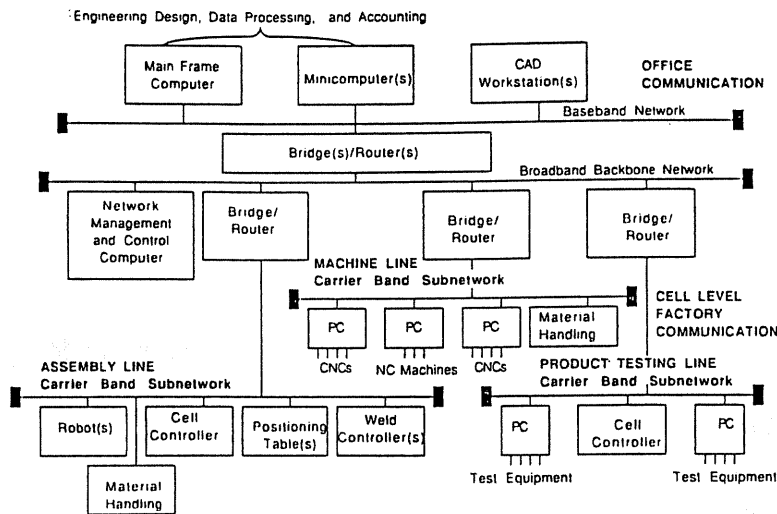 Engineering Design, Data Processing, and Accounting
Main Frame
Computer
Minicomputer(s)
CAD
Workstation(s)
OFFICE
COMMUNICATION
Baseband Network
Bridge(s)/Router(s)
Broadband Backbone Network
Network
Management
and Control
Computer
Bridge/
Router
Bridge/
Router
Bridge/
Router
MACHINE LINE
Carrier Band Subnetwork
CELL LEVEL
FACTORY
COMMUNICATION
PC
PC
PC
Material
Handling
CNCs
NC Machines
CNCs
ASSEMBLY LINE
Carrier Band Subnetwork
PRODUCT TESTING LINE
Carrier Band Subnetwork
Robot(s)
Cell
Controller
Positioning
Table(s)
Weld
Controller(s)
PC
Cell
Controller
PC
Material
Handling
Test Equipment
Test Equipment